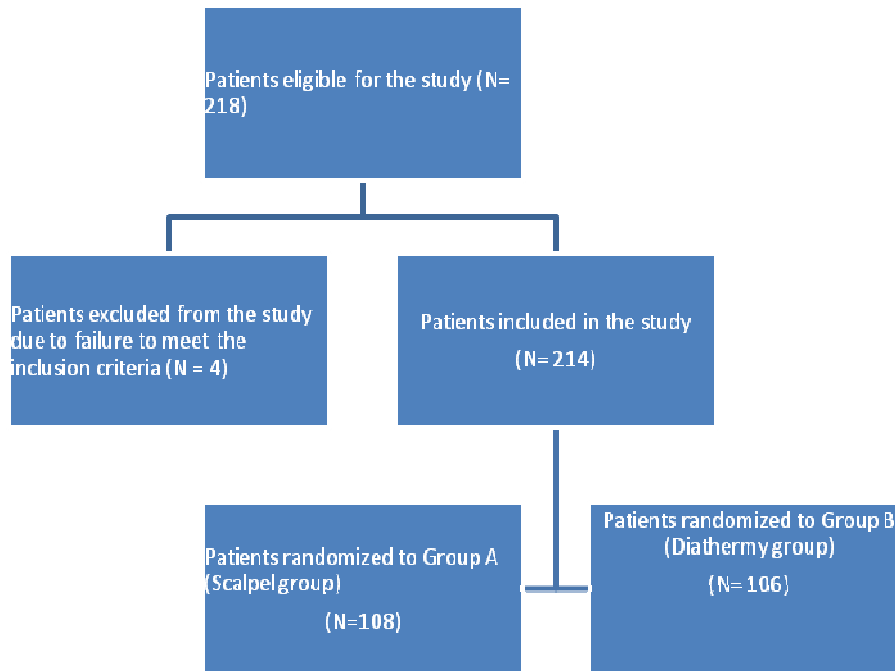 Patients eligible for the study (N=
218)
Patients excluded from the study
due to failure to meet the
inclusion criteria (N = 4)
Patients included in the study
(N= 214)
Patients randomized to Group A
(Scalpel group)
(N=108)
Patients randomized to Group B
(Diathermy group)
(N= 106)